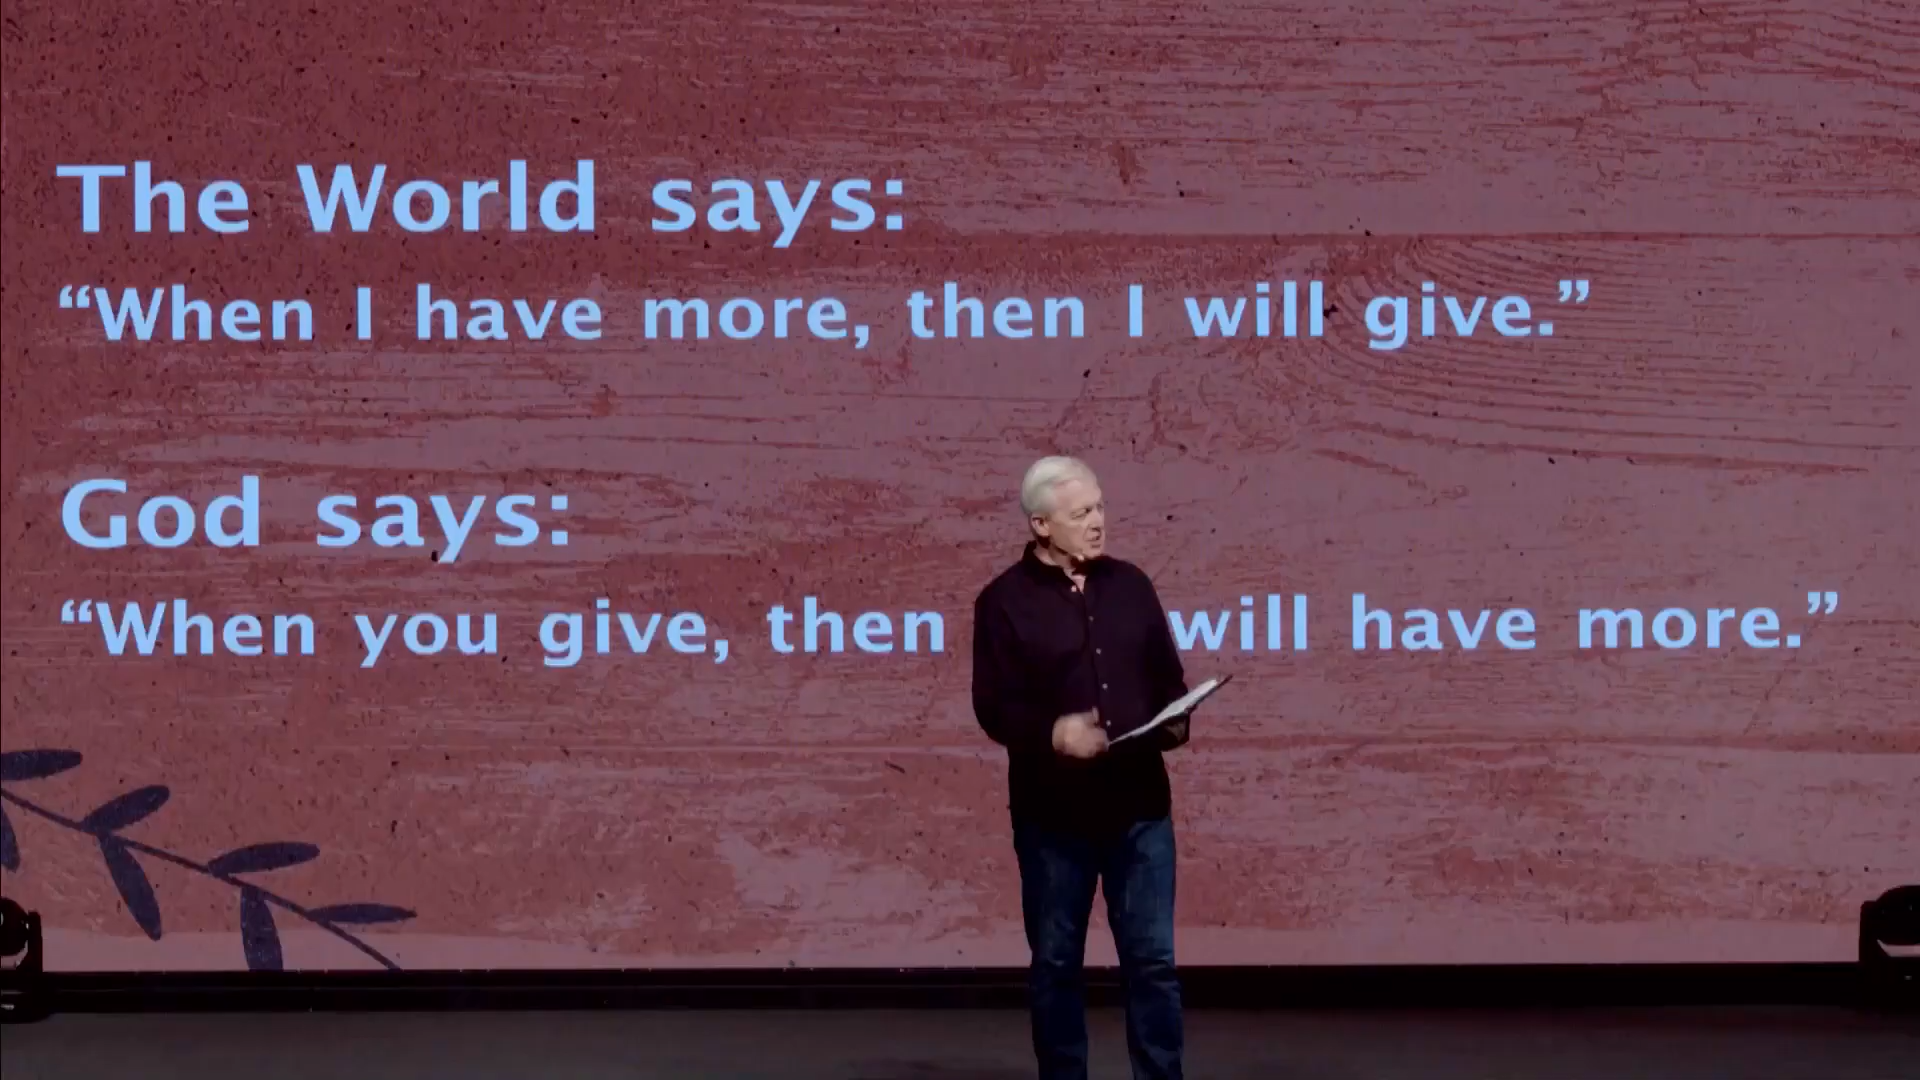 The World says:
“When I have more, then I will give.”
God says:
“When you give, then will have more.”